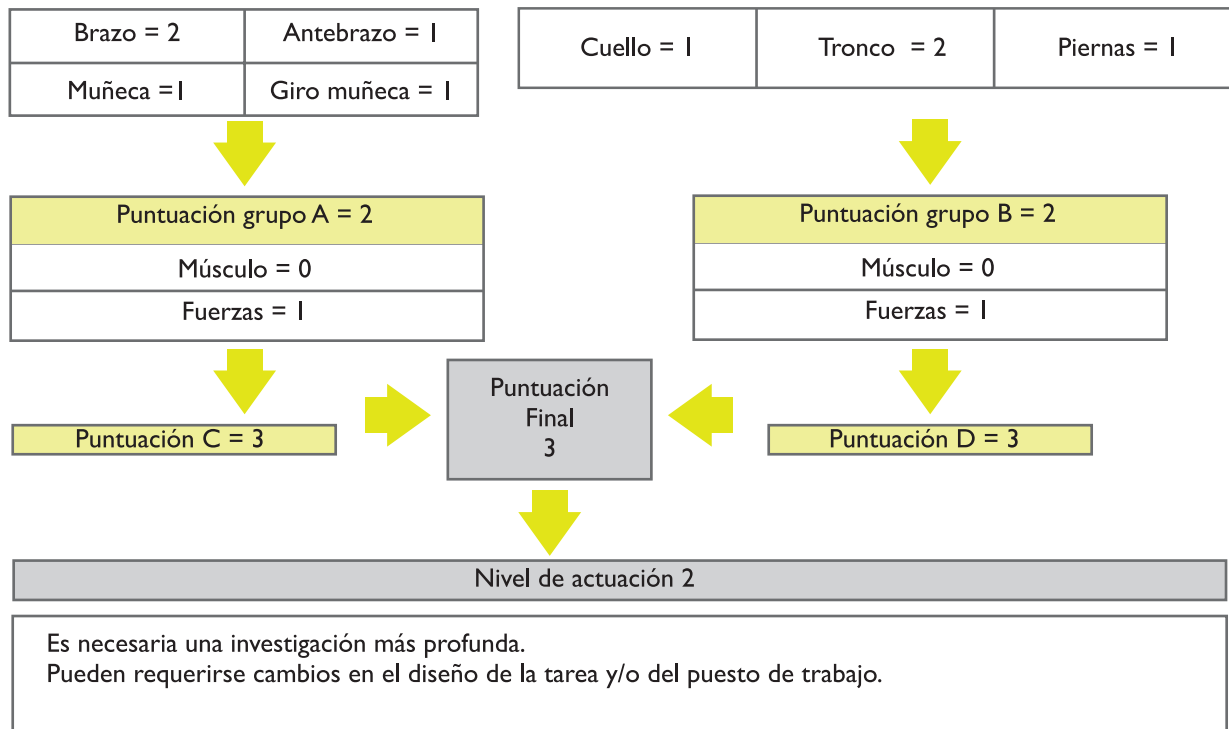 Brazo = 2
Antebrazo = 1
Muñeca =1
Giro muñeca = 1
Cuello = 1
Tronco = 2
Piernas = 1
Puntuación grupo A = 2
Músculo = 0
Fuerzas = 1
Puntuación grupo B = 2
Músculo = 0
Fuerzas = 1
Puntuación C = 3
Puntuación
Final
3
Puntuación D = 3
Nivel de actuación 2
Es necesaria una investigación más profunda.
Pueden requerirse cambios en el diseño de la tarea y/o del puesto de trabajo.